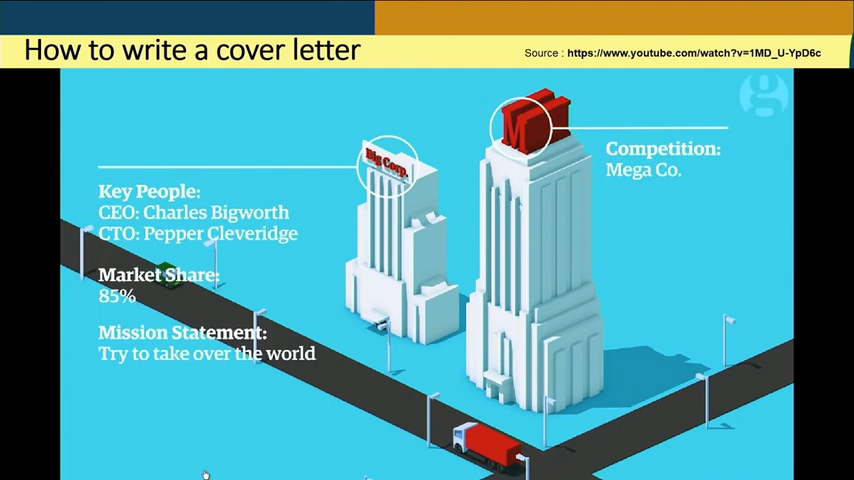 How to write a cover letter
Source : https://www.youtube.com/watch?v=1MD_U-YpD6c
g
M
Big Corp.
Competition:
Mega Co.
Key People:
CEO: Charles Bigworth
CTO: Pepper Cleveridge
Market Share:
85%
Mission Statement:
Try to take over the world